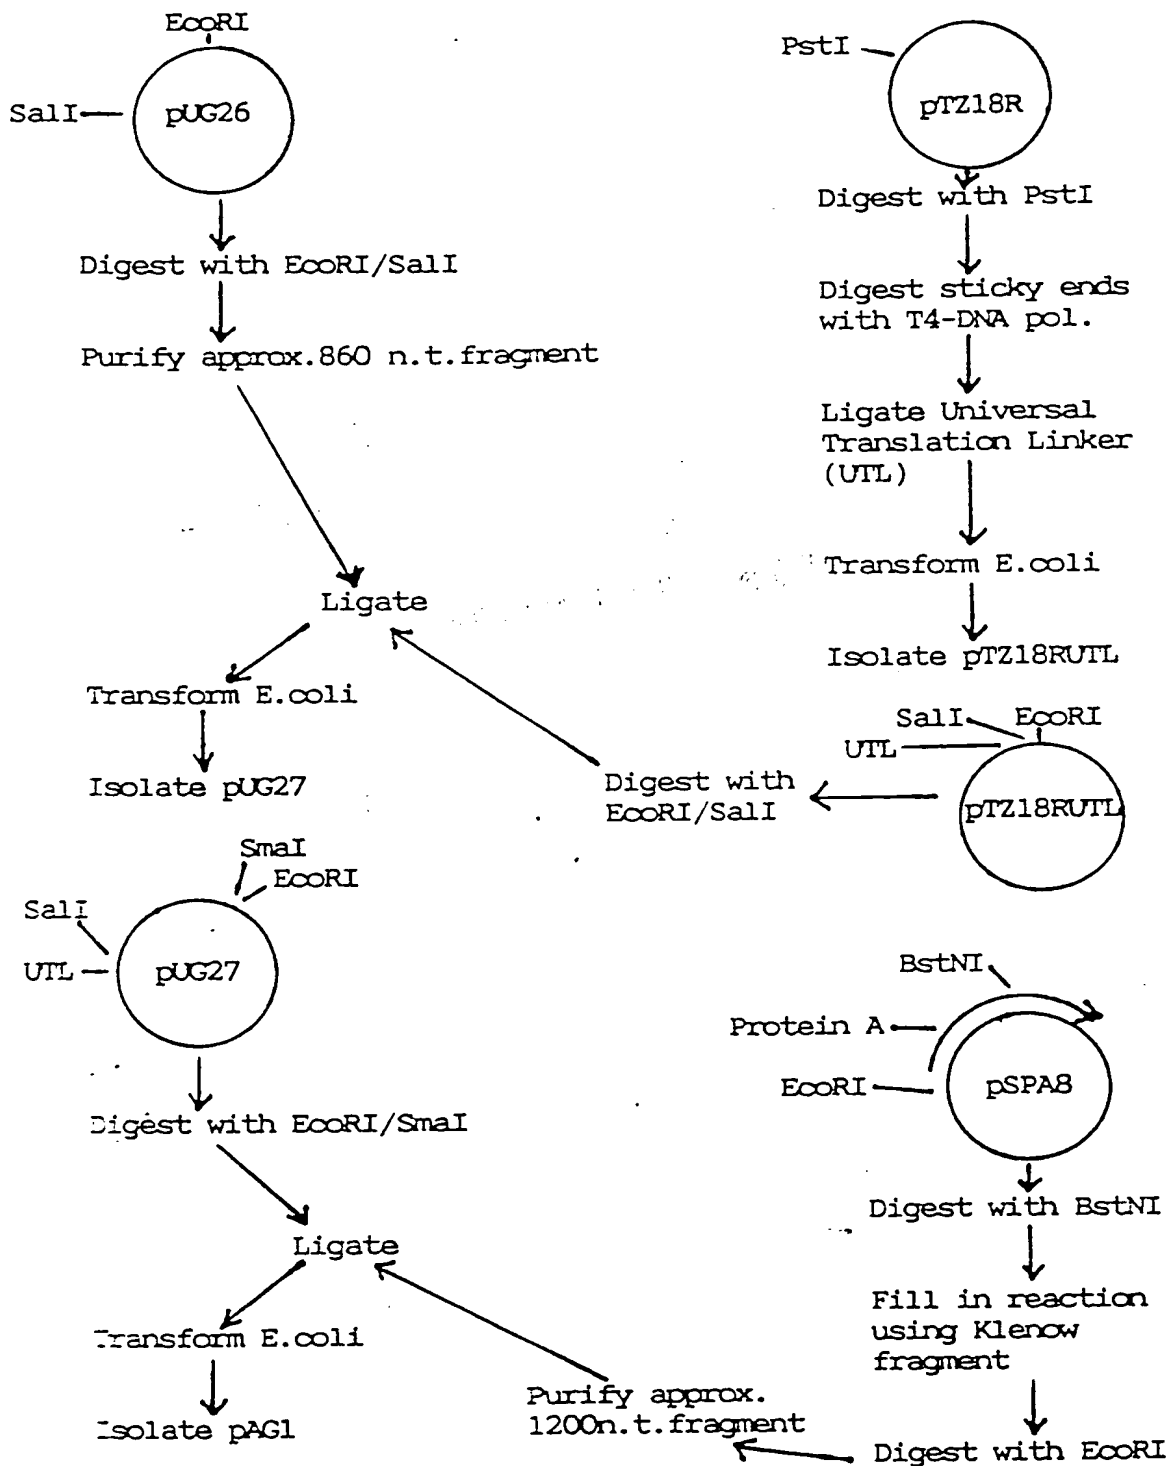 EcoRI
SalI
pUG26
Digest with EcoRI/SalI
Purify approx.860 n.t.fragment
PstI
pTZ18R
Digest with PstI
Digest sticky ends
with T4-DNA pol.
Ligate Universal
Translation Linker
(UTL)
Transform E.coli
Isolate pTZ18RUTL
SalI
EcoRI
UTL
pTZ18RUTL
Digest with
EcoRI/SalI
Ligate
Transform E.coli
Isolate pUG27
SmaI
EcoRI
SalI
UTL
pUG27
Digest with EcoRI/SmaI
BstNI
Protein A
EcoRI
pSPA8
Digest with BstNI
Fill in reaction
using Klenow
fragment
Digest with EcoRI
Purify approx.
1200n.t.fragment
Ligate
Transform E.coli
Isolate pAG1